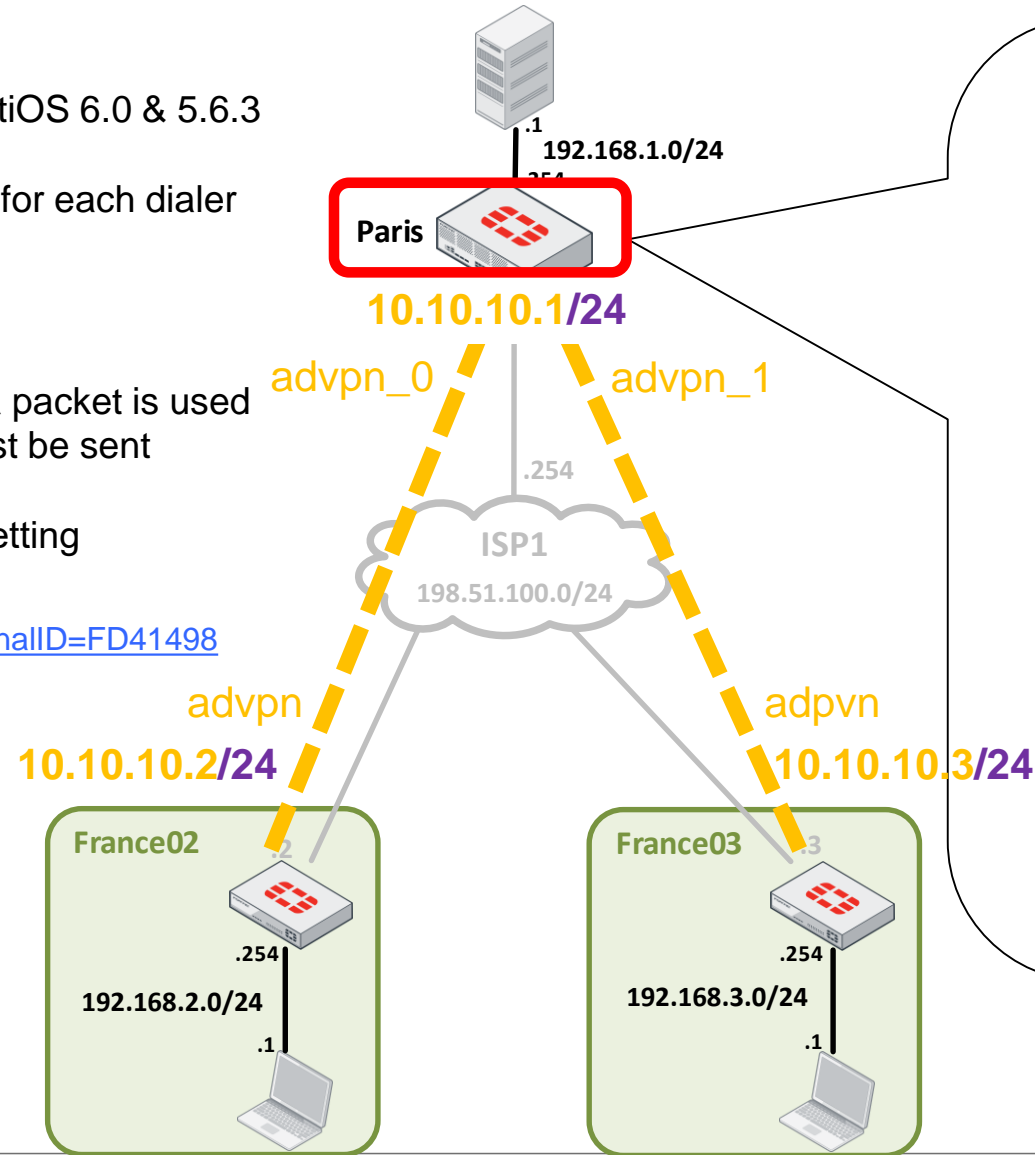 tiOS 6.0 & 5.6.3
for each dialer
packet is used
st be sent
etting
nalID=FD41498
.1
192.168.1.0/24
.254
Paris
10.10.10.1/24
advpn_0
advpn_1
.254
ISP1
198.51.100.0/24
advpn
adpvn
10.10.10.2/24
10.10.10.3/24
France02
.2
France03
.3
.254
.254
192.168.2.0/24
192.168.3.0/24
.1
.1